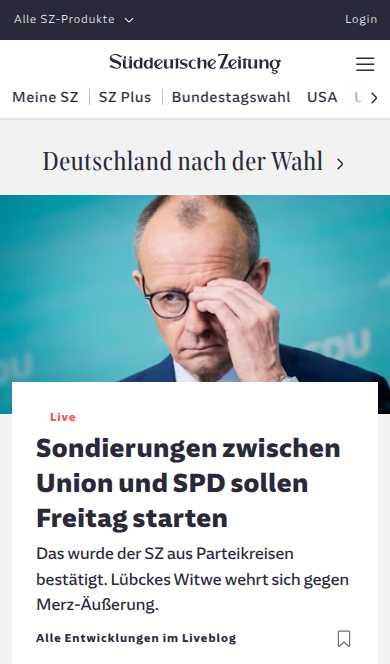 Alle SZ-Produkte
Login
Süddeutsche Zeitung
Meine SZ
SZ Plus
Bundestagswahl
USA
Deutschland nach der Wahl
CDU
Live
Sondierungen zwischen
Union und SPD sollen
Freitag starten
Das wurde der SZ aus Parteikreisen
bestätigt. Lübckes Witwe wehrt sich gegen
Merz-Äußerung.
Alle Entwicklungen im Liveblog